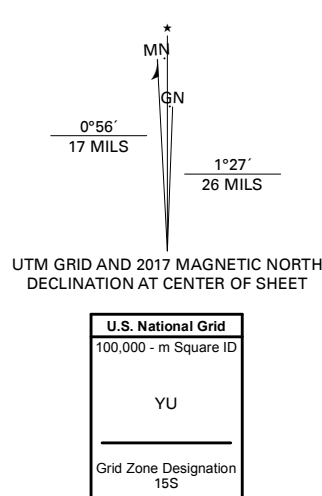 ★
MN
GN
0°56´
17 MILS
1°27´
26 MILS
UTM GRID AND 2017 MAGNETIC NORTH
DECLINATION AT CENTER OF SHEET
U.S. National Grid
100,000 - m Square ID
YU
Grid Zone Designation
15S